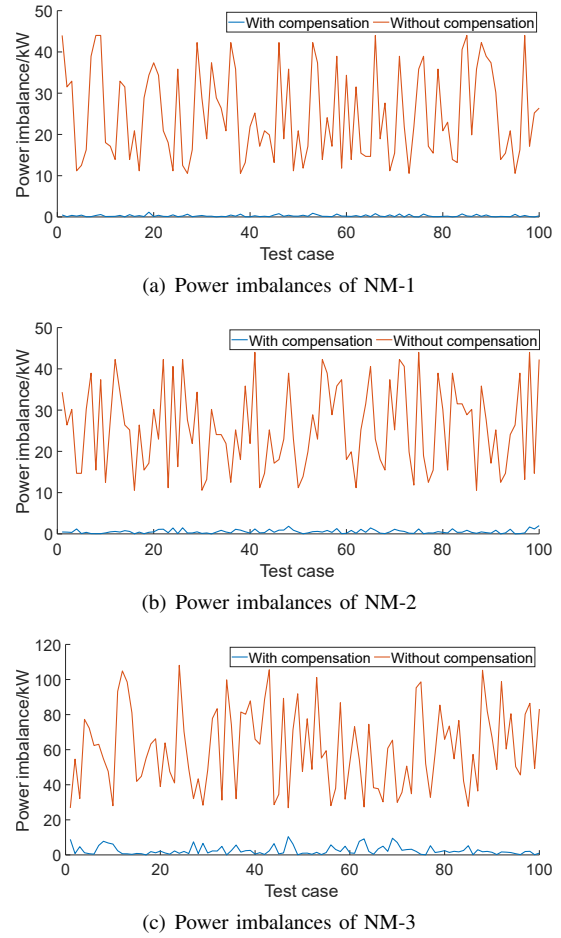 With compensation Without compensation
Power imbalance/kW
50
40
30
20
10
0
0 20 40 60 80 100
Test case
(a) Power imbalances of NM-1
With compensation Without compensation
Power imbalance/kW
50
40
30
20
10
0
0 20 40 60 80 100
Test case
(b) Power imbalances of NM-2
With compensation Without compensation
Power imbalance/kW
120
100
80
60
40
20
0
0 20 40 60 80 100
Test case
(c) Power imbalances of NM-3